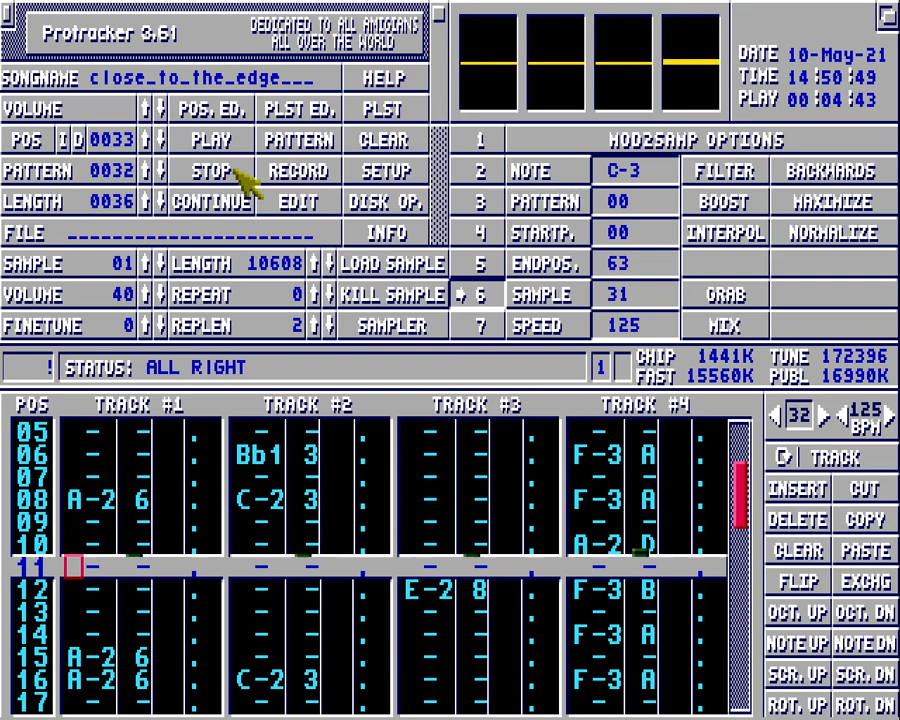 Protracker 3.61
DEDICATED TO ALL AMIGIANS
ALL OVER THE WORLD
DATE 10-May-21
TIME 14:50:49
PLAY 00:04:43
SONGNAME close_to_the_edge___ HELP
VOLUME POS. ED. PLST ED. PLST
POS I D 0033 PLAY PATTERN CLEAR
PATTERN 0032 STOP RECORD SETUP
LENGTH 0036 CONTINUE EDIT DISK OP.
FILE ______________________ INFO
SAMPLE 01 LENGTH 10608 LOAD SAMPLE
VOLUME 40 REPEAT 0 KILL SAMPLE
FINETUNE 0 REPLEN 2 SAMPLER
1 MOD2SAMP OPTIONS
2 NOTE C-3 FILTER BACKWARDS
3 PATTERN 00 BOOST MAXIMIZE
4 STARTP. 00 INTERPOL NORMALIZE
5 ENDPOS. 63
6 SAMPLE 31 GRAB
7 SPEED 125 MIX
! STATUS: ALL RIGHT 1
CHIP 1441K TUNE 172396
FAST 15560K PUBL 16990K
POS TRACK #1 TRACK #2 TRACK #3 TRACK #4
05 - - . - - . - - . - - .
06 - - . Bb1 3 . - - . F-3 A .
07 - - . - - . - - . - - .
08 A-2 6 . C-2 3 . - - . F-3 A .
09 - - . - - . - - . - - .
10 - - . - - . - - . A-2 D .
11 - - . - - . - - . - - .
12 - - . - - . E-2 8 . F-3 B .
13 - - . - - . - - . - - .
14 - - . - - . - - . F-3 A .
15 A-2 6 . - - . - - . - - .
16 A-2 6 . C-2 3 . - - . F-3 A .
17 - - . - - . - - . - - .
32 125 BPM
TRACK
INSERT CUT
DELETE COPY
CLEAR PASTE
FLIP EXCHG
OCT. UP OCT. DN
NOTE UP NOTE DN
SCR. UP SCR. DN
ROT. UP ROT. DN